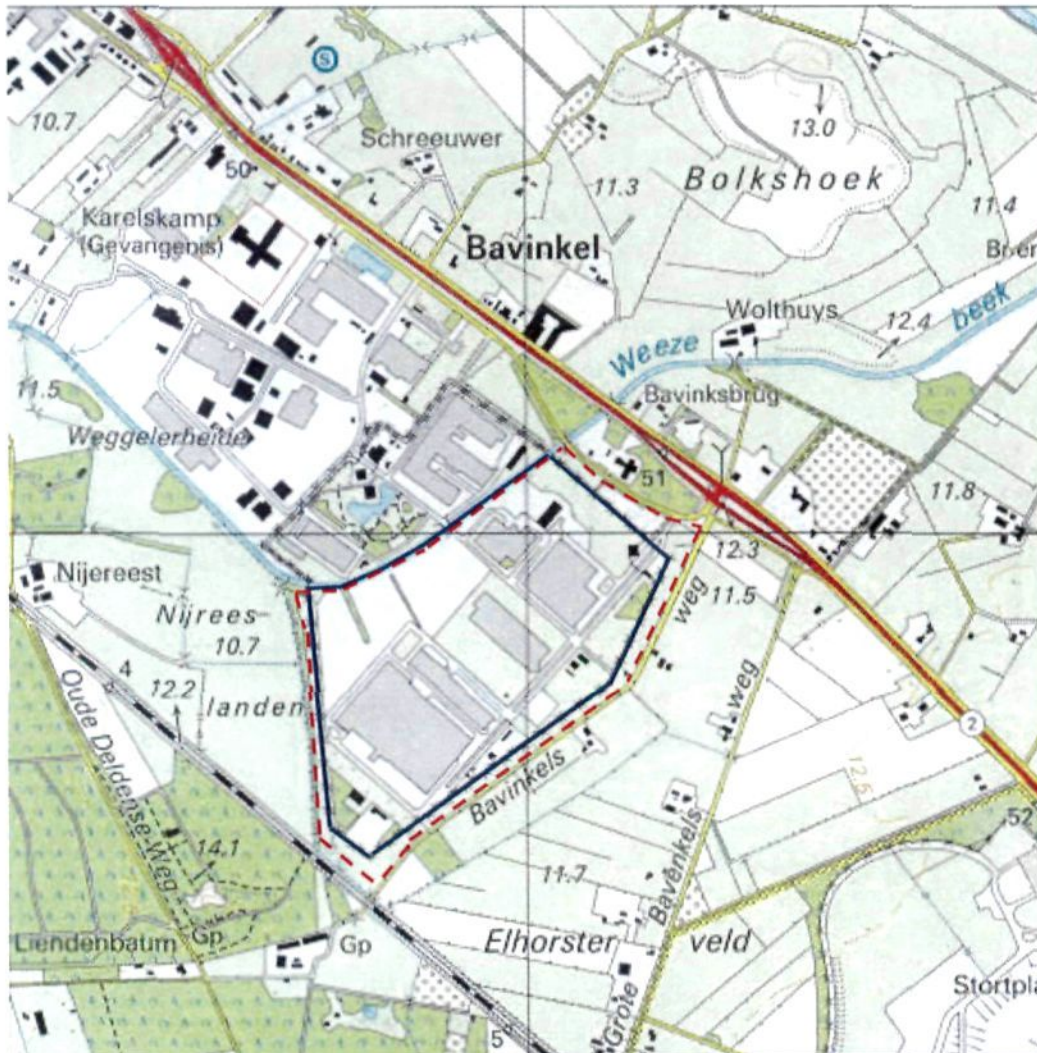 S
10.7
Schreeuwer
13.0
50
11.3
Bolkshoek
Karelskamp
(Gevangenis)
11.4
Bavinkel
Wolthuys
12.4
beek
Weeze
11.5
Bavinksbrug
Weggelerheide
51
11.8
12.3
Nijereest
weg
11.5
Nijrees-
10.7
4
12.2
landen
weg
2
Oude Deldense-Weg
Bavinkels
12.5
52
14.1
11.7
Bavenkels
Liendenbaum
Gp
Gp
Elhorster veld
Grote
Stortpla
5